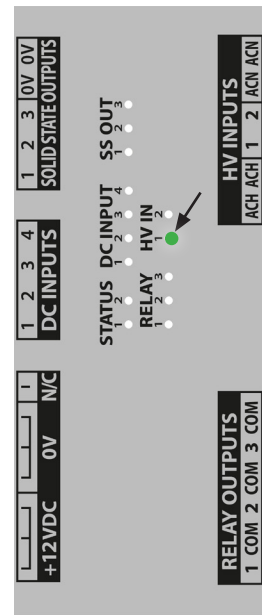 1 2 3 4
1 2 3 0V 0V
+12VDC 0V N/C
DC INPUTS
SOLID STATE OUTPUTS
STATUS DC INPUT SS OUT
1 2 1 2 3 4 1 2 3
RELAY HV IN
1 2 3 1 2
RELAY OUTPUTS
1 COM 2 COM 3 COM
HV INPUTS
ACH ACH 1 2 ACN ACN